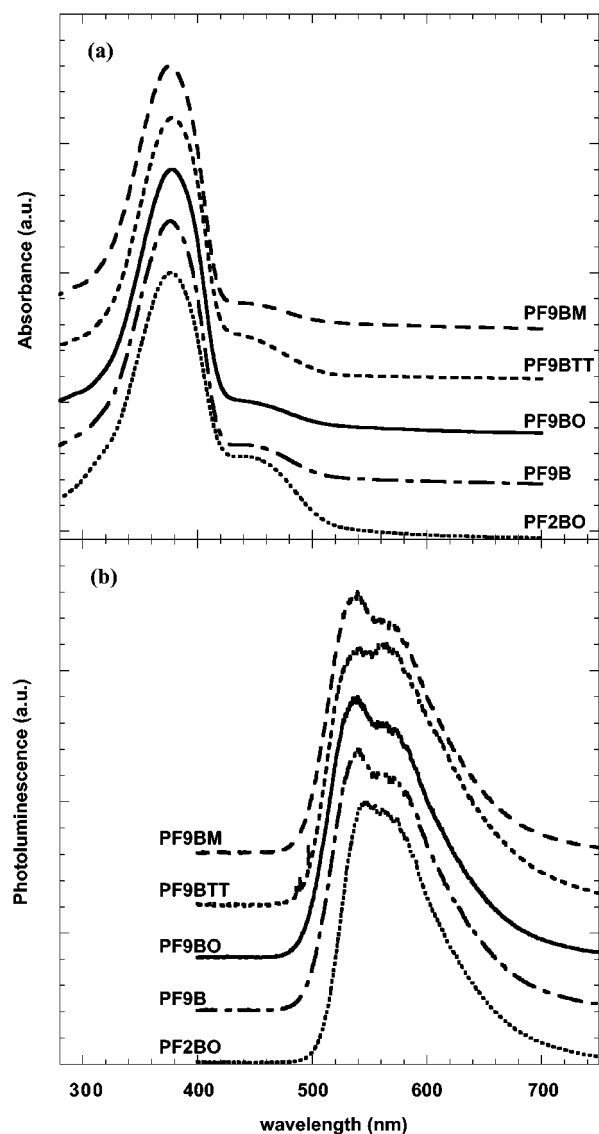 (a)
Absorbance (a.u.)
PF9BM
PF9BTT
PF9BO
PF9B
PF2BO
(b)
Photoluminescence (a.u.)
PF9BM
PF9BTT
PF9BO
PF9B
PF2BO
300 400 500 600 700
wavelength (nm)